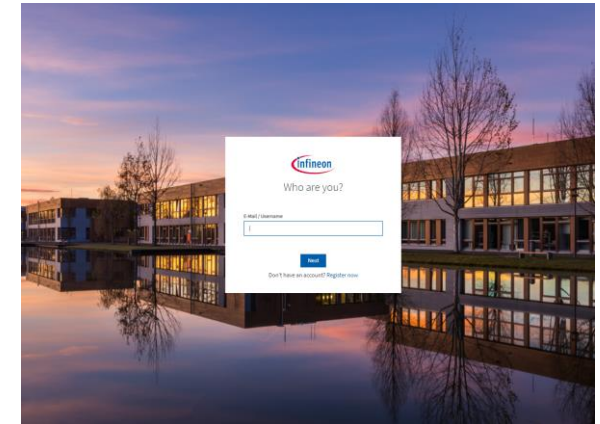 infineon
Who are you?
E-Mail / Username
Next
Don't have an account? Register now